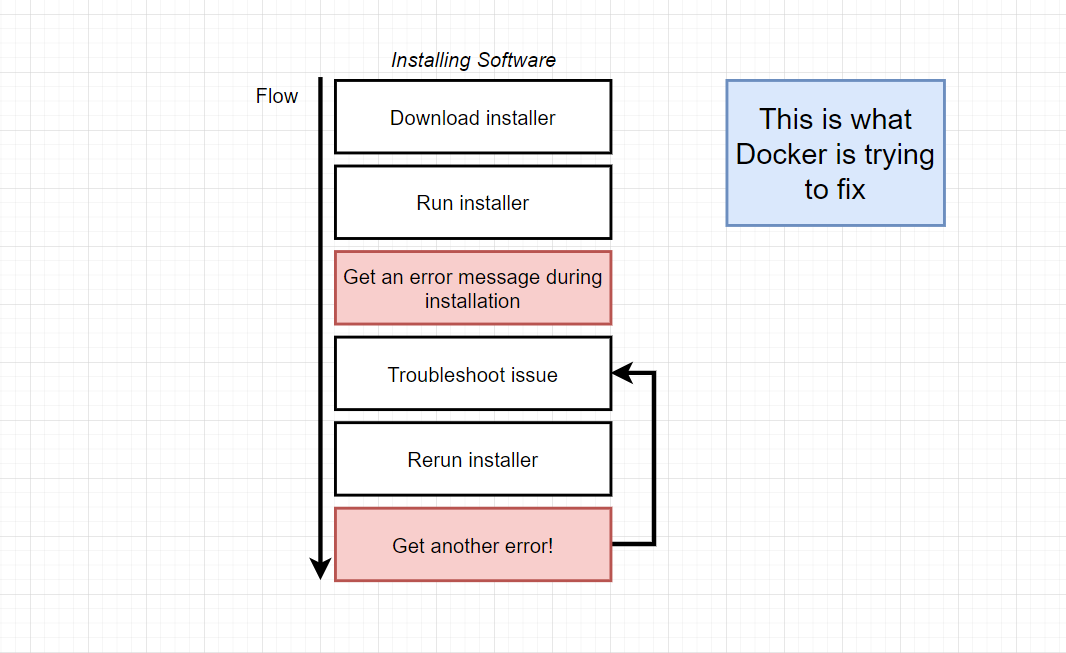 Installing Software
Flow
Download installer
Run installer
Get an error message during
installation
Troubleshoot issue
Rerun installer
Get another error!
This is what
Docker is trying
to fix